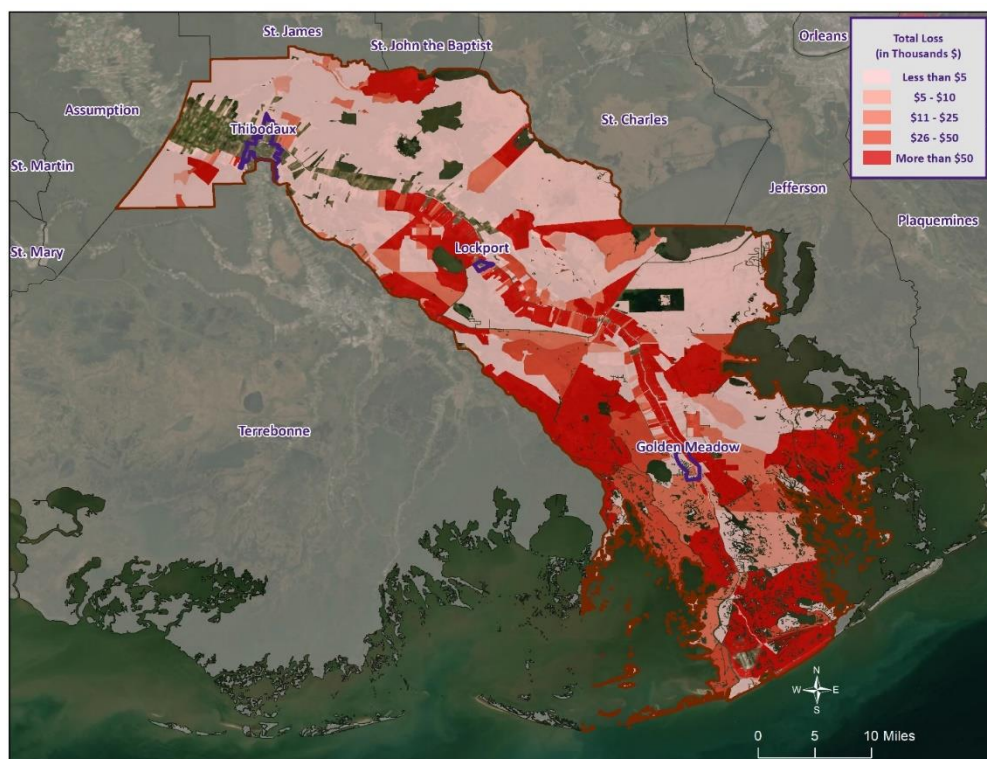 St. James
Orleans
Total Loss
(in Thousands $)
Less than $5
$5 - $10
$11 - $25
$26 - $50
More than $50
St. John the Baptist
Assumption
St. Charles
Thibodaux
St. Martin
Jefferson
Plaquemines
St. Mary
Lockport
Terrebonne
Golden Meadow
N
W E
S
0 5 10 Miles